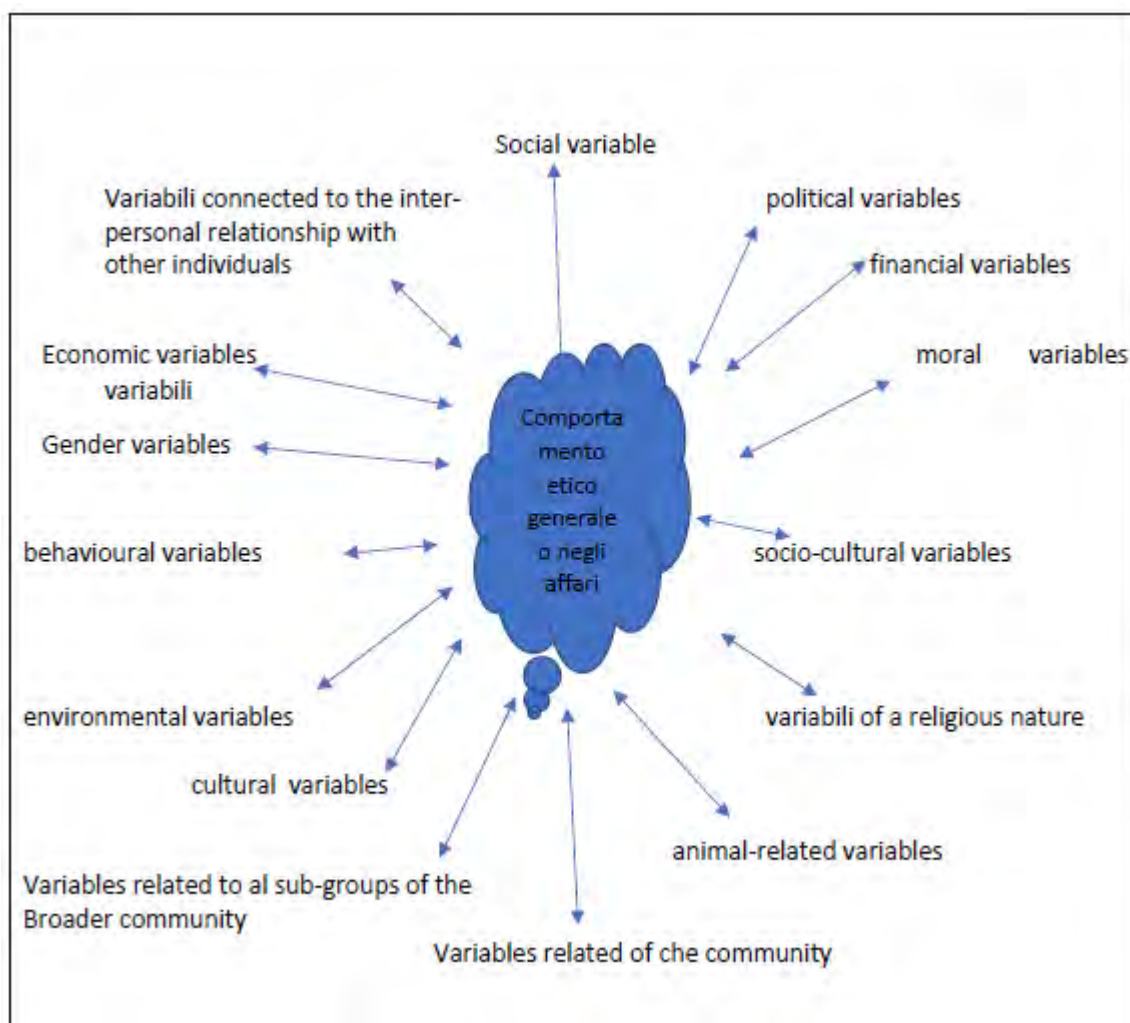 Social variable
Variabili connected to the inter-
personal relationship with
other individuals
political variables
financial variables
Economic variables
variabili
moral variables
Gender variables
Comporta
mento
etico
generale
o negli
affari
behavioural variables
socio-cultural variables
environmental variables
variabili of a religious nature
cultural variables
animal-related variables
Variables related to al sub-groups of the
Broader community
Variables related of che community